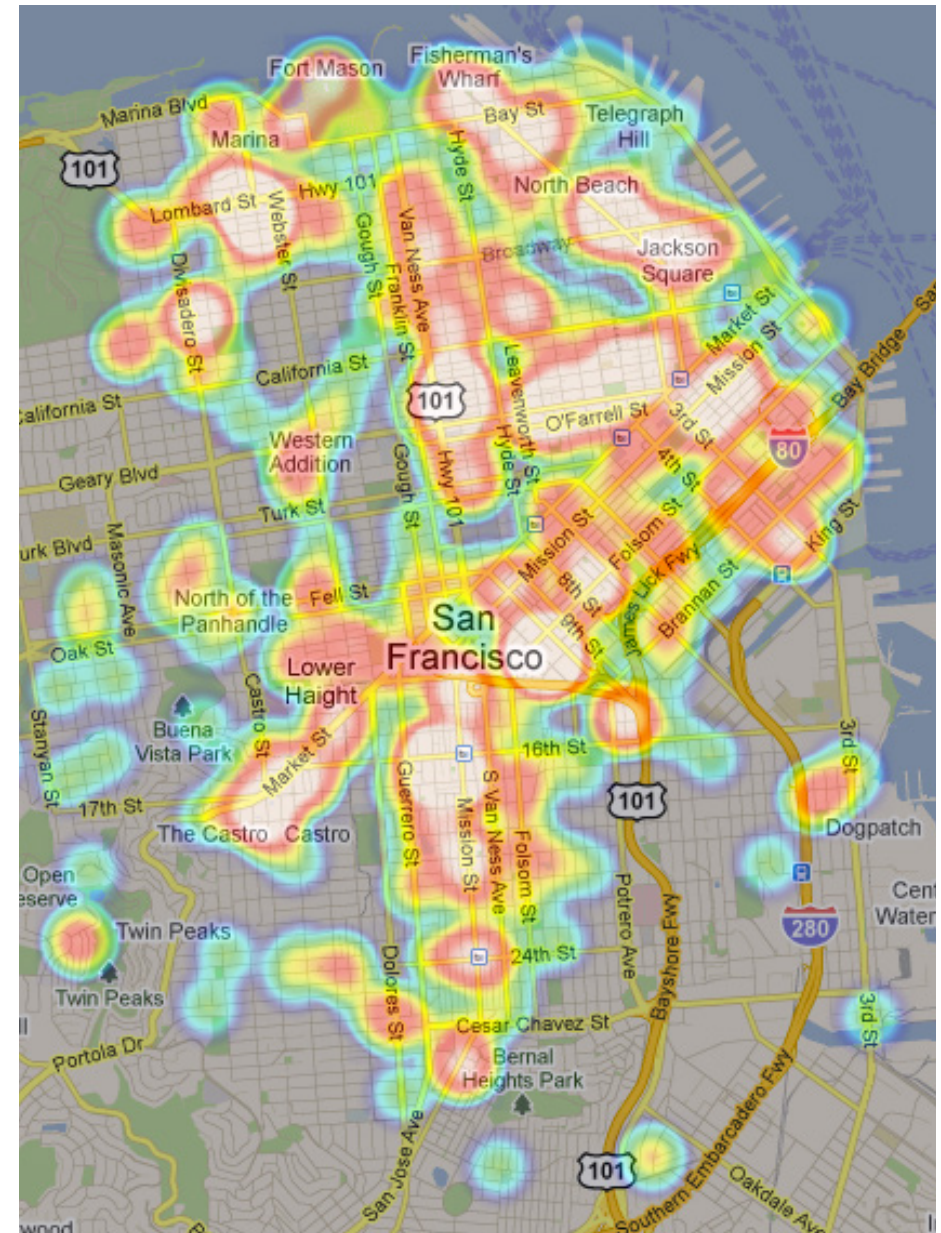 Fort Mason
Fisherman's
Wharf
Marina Blvd
Bay St
Telegraph
Hill
Marina
101
Hyde St
Hwy 101
North Beach
Lombard St
Webster St
Gough St
Van Ness Ave
Broadway
Jackson
Square
Divisadero St
Franklin St
Market St
Mission St
Bay Bridge
San
California St
California St
Leavenworth St
101
O'Farrell St
3rd St
Western
Addition
Hyde St
Hwy 101
Gough St
4th St
80
Geary Blvd
Turk St
Mission St
Folsom St
King St
urk Blvd
Masonic Ave
8th St
James Lick Fwy
Brannan St
North of the
Panhandle
Fell St
9th St
San
Francisco
Oak St
Lower
Haight
Castro St
Stanyan St
Buena
Vista Park
Market St
16th St
3rd St
17th St
Guerrero St
Mission St
S Van Ness Ave
Folsom St
101
The Castro
Castro
Dogpatch
Open
eserve
Potrero Ave
Bayshore Fwy
Cent
Water
280
Twin Peaks
Dolores St
24th St
Twin Peaks
3rd St
ll
Cesar Chavez St
Portola Dr
Bernal
Heights Park
San Jose Ave
101
Southern Embarcadero Fwy
Oakdale Ave
wood